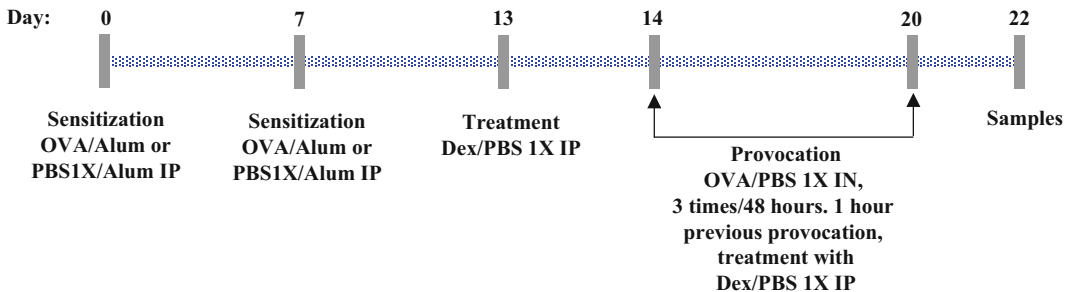 Day: 0 7 13 14 20 22
Sensitization
OVA/Alum or
PBS1X/Alum IP
Sensitization
OVA/Alum or
PBS1X/Alum IP
Treatment
Dex/PBS 1X IP
Provocation
OVA/PBS 1X IN,
3 times/48 hours. 1 hour
previous provocation,
treatment with
Dex/PBS 1X IP
Samples